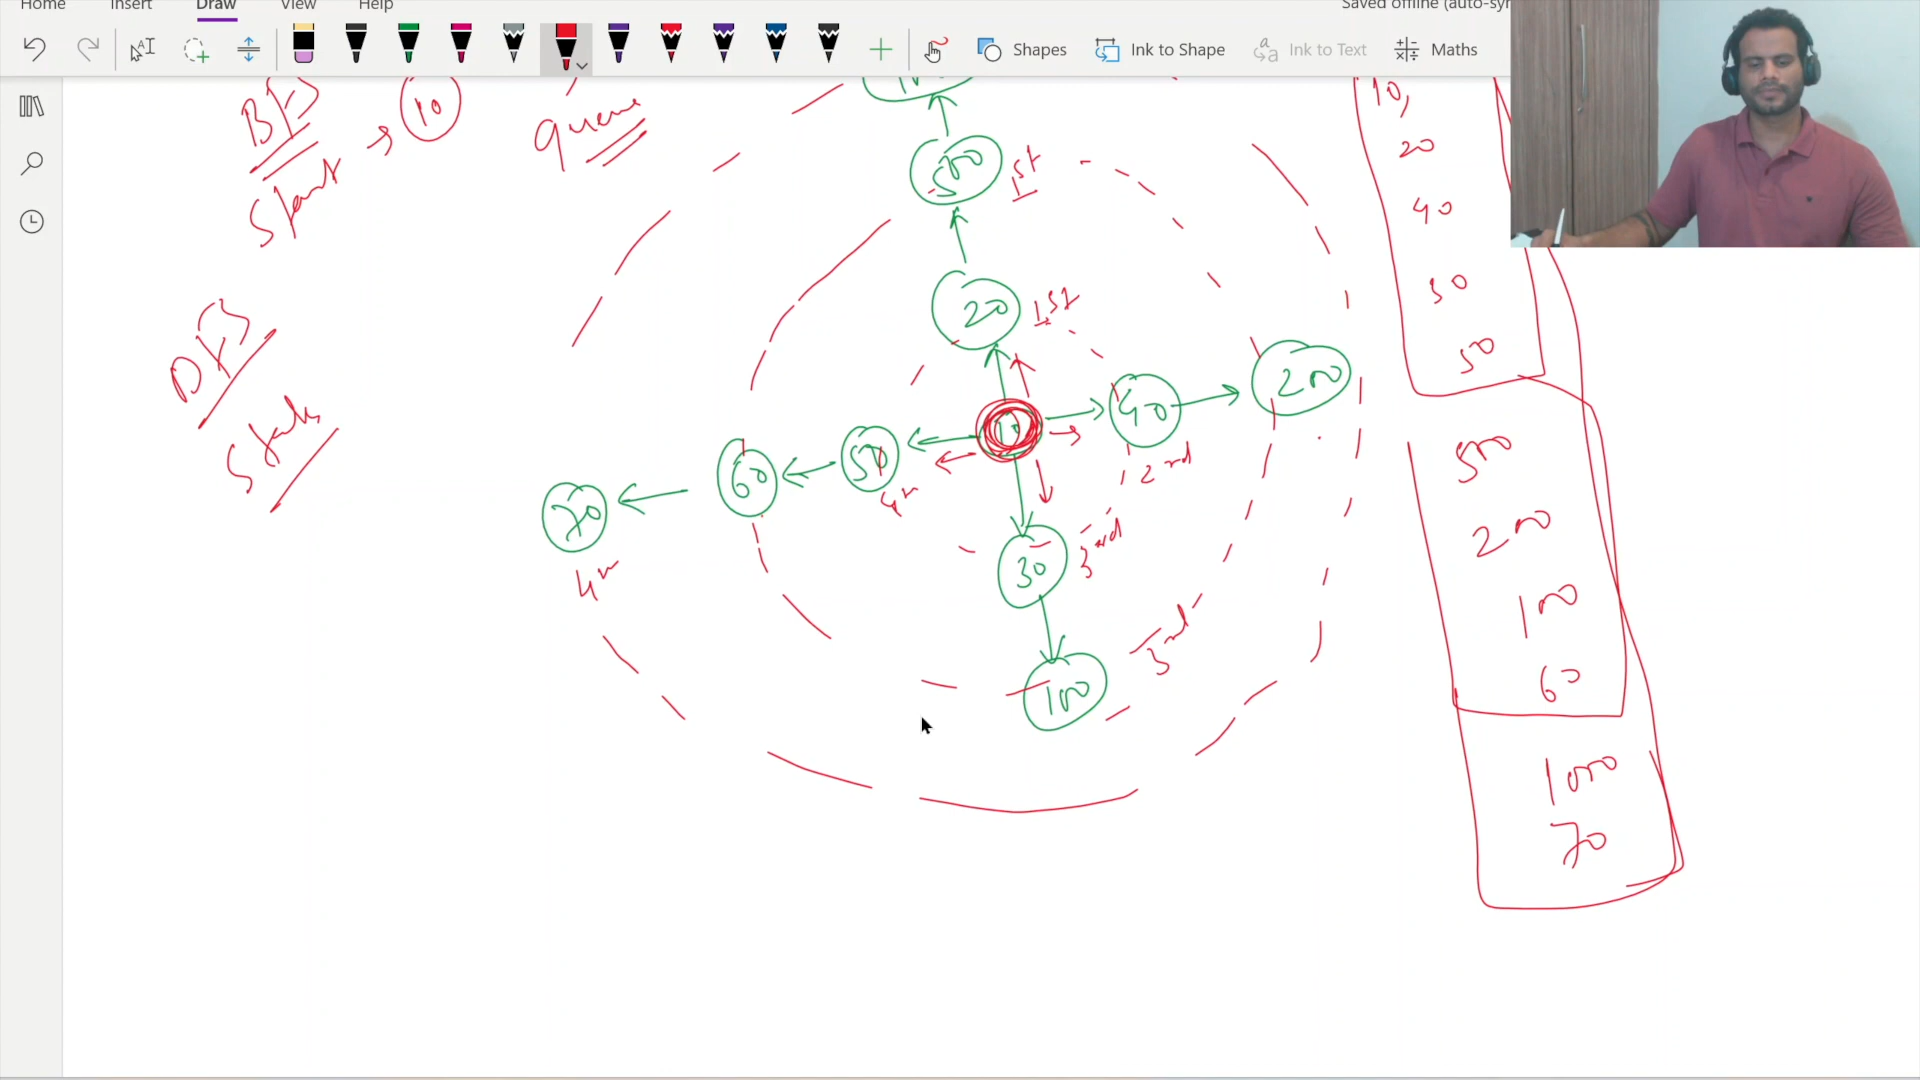 Home Insert Draw View Help
Saved offline (auto-syn
Shapes Ink to Shape Ink to Text Maths
BFS
Start → 10
Queue
DFS
Stack
500 1st
20 1st
10
40 2nd
200
50 4th
60
70
4th
30 3rd
100
3rd
10,
20
40
30
50
500
200
100
60
1000
70